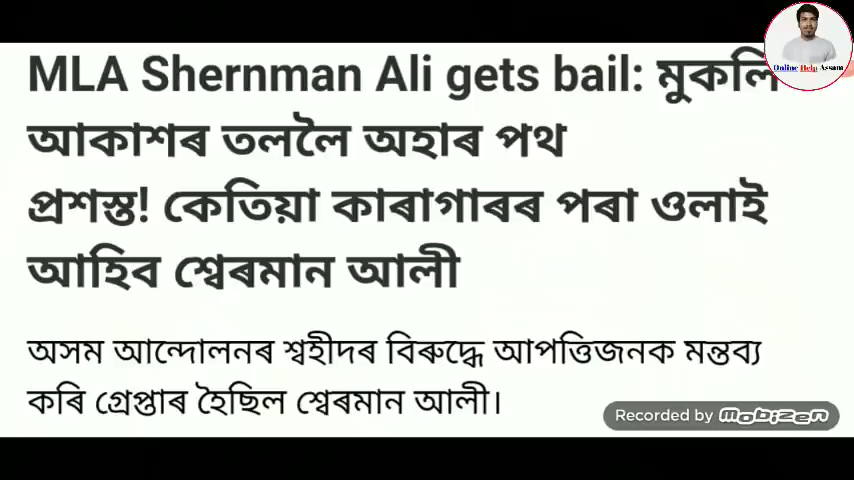 MLA Shernman Ali gets bail: মুকলি
আকাশৰ তললৈ অহাৰ পথ
প্ৰশস্ত! কেতিয়া কাৰাগাৰৰ পৰা ওলাই
আহিব শ্বেৰমান আলী
অসম আন্দোলনৰ শ্বহীদৰ বিৰুদ্ধে আপত্তিজনক মন্তব্য
কৰি গ্ৰেপ্তাৰ হৈছিল শ্বেৰমান আলী।
Online Help Assam
Recorded by mobizen